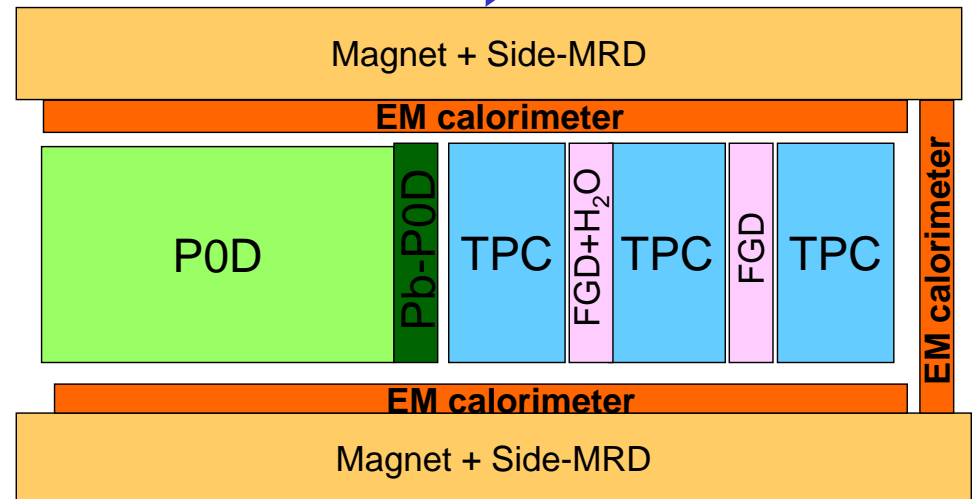 Magnet + Side-MRD
EM calorimeter
P0D
Pb-P0D
TPC
FGD+H₂O
TPC
FGD
TPC
EM calorimeter
EM calorimeter
Magnet + Side-MRD